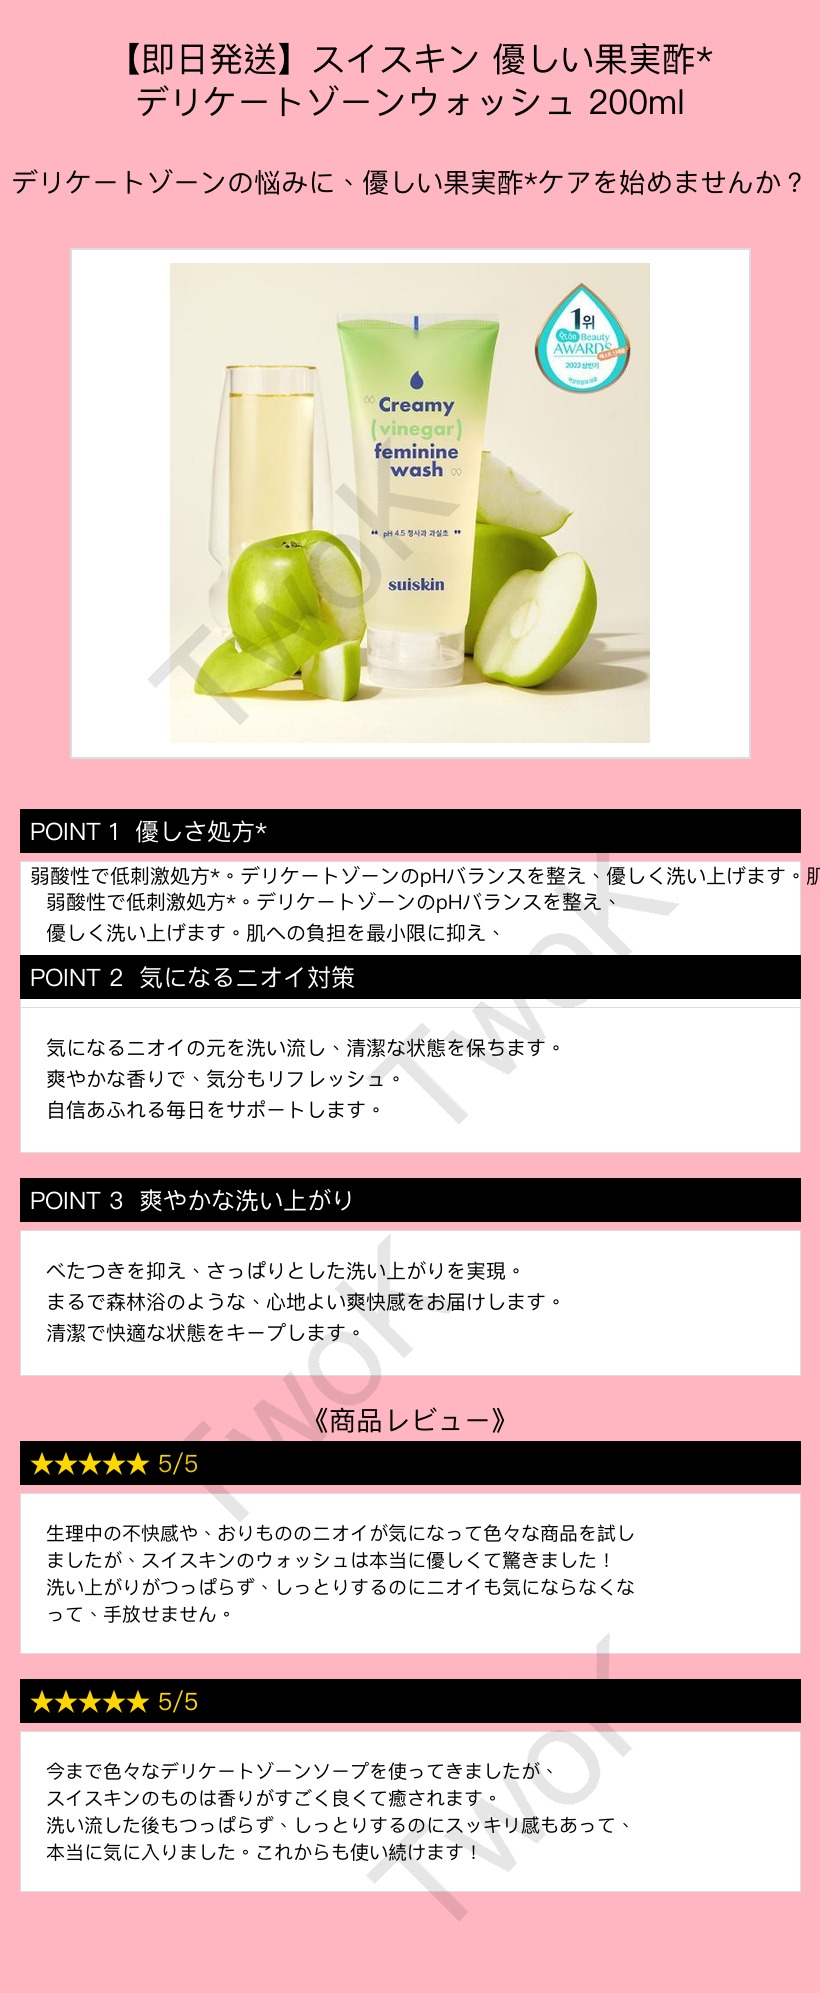 【即日発送】スイスキン 優しい果実酢*
デリケートゾーンウォッシュ 200ml
デリケートゾーンの悩みに、優しい果実酢*ケアを始めませんか？
1위
Qoo10 Beauty
AWARDS
2022 상반기
Creamy
(vinegar)
feminine
wash
pH 4.5 청사과 과실초
suiskin
POINT 1 優しさ処方*
弱酸性で低刺激処方*。デリケートゾーンのpHバランスを整え、優しく洗い上げます。肌
弱酸性で低刺激処方*。デリケートゾーンのpHバランスを整え、
優しく洗い上げます。肌への負担を最小限に抑え、
POINT 2 気になるニオイ対策
気になるニオイの元を洗い流し、清潔な状態を保ちます。
爽やかな香りで、気分もリフレッシュ。
自信あふれる毎日をサポートします。
POINT 3 爽やかな洗い上がり
べたつきを抑え、さっぱりとした洗い上がりを実現。
まるで森林浴のような、心地よい爽快感をお届けします。
清潔で快適な状態をキープします。
《商品レビュー》
★★★★★ 5/5
生理中の不快感や、おりもののニオイが気になって色々な商品を試し
ましたが、スイスキンのウォッシュは本当に優しくて驚きました！
洗い上がりがつっぱらず、しっとりするのにニオイも気にならなくな
って、手放せません。
★★★★★ 5/5
今まで色々なデリケートゾーンソープを使ってきましたが、
スイスキンのものは香りがすごく良くて癒されます。
洗い流した後もつっぱらず、しっとりするのにスッキリ感もあって、
本当に気に入りました。これからも使い続けます！
TwoK
TwoK
TwoK
TwoK